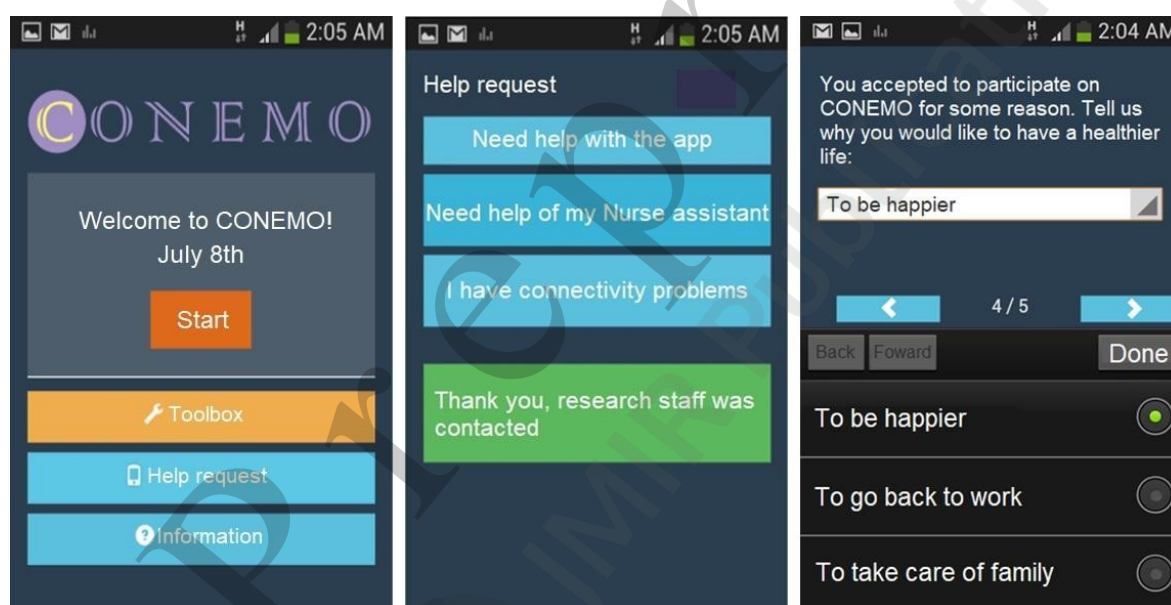 2:05 AM
CONEMO
Welcome to CONEMO!
July 8th
Start
Toolbox
Help request
Information
2:05 AM
Help request
Need help with the app
Need help of my Nurse assistant
I have connectivity problems
Thank you, research staff was
contacted
2:04 AM
You accepted to participate on
CONEMO for some reason. Tell us
why you would like to have a healthier
life:
To be happier
4 / 5
Back Foward Done
To be happier
To go back to work
To take care of family
Prepr
JMIR Publicati